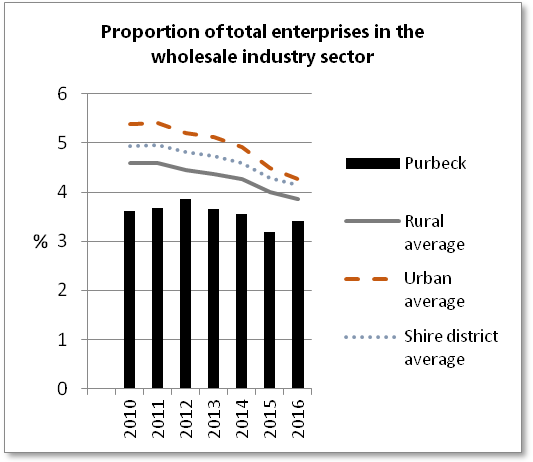 Proportion of total enterprises in the
wholesale industry sector
6
5
4
3
2
1
0
%
2010
2011
2012
2013
2014
2015
2016
Purbeck
Rural
average
Urban
average
Shire district
average